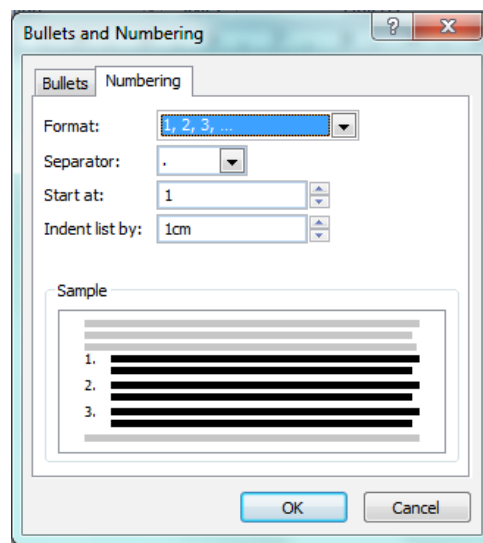 Bullets and Numbering
Bullets Numbering
Format: 1, 2, 3, ...
Separator: .
Start at: 1
Indent list by: 1cm
Sample
1.
2.
3.
OK Cancel